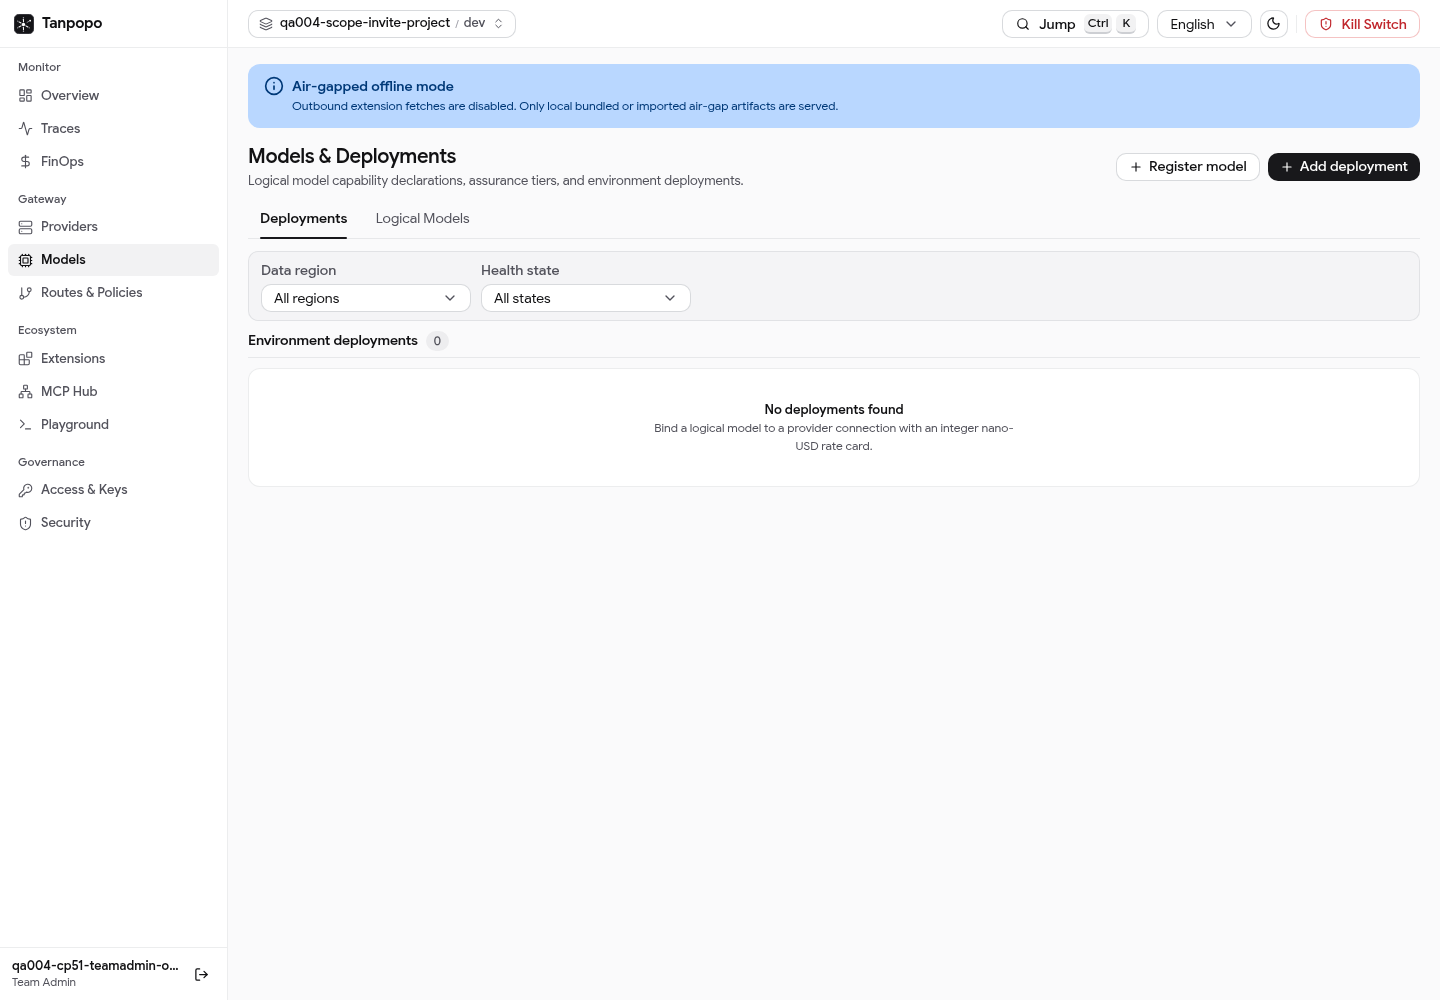 Tanpopo
Monitor
Overview
Traces
FinOps
Gateway
Providers
Models
Routes & Policies
Ecosystem
Extensions
MCP Hub
Playground
Governance
Access & Keys
Security
qa004-cp51-teamadmin-o...
Team Admin
qa004-scope-invite-project / dev
Jump Ctrl K
English
Kill Switch
Air-gapped offline mode
Outbound extension fetches are disabled. Only local bundled or imported air-gap artifacts are served.
Models & Deployments
Logical model capability declarations, assurance tiers, and environment deployments.
Register model
Add deployment
Deployments
Logical Models
Data region
All regions
Health state
All states
Environment deployments 0
No deployments found
Bind a logical model to a provider connection with an integer nano-
USD rate card.